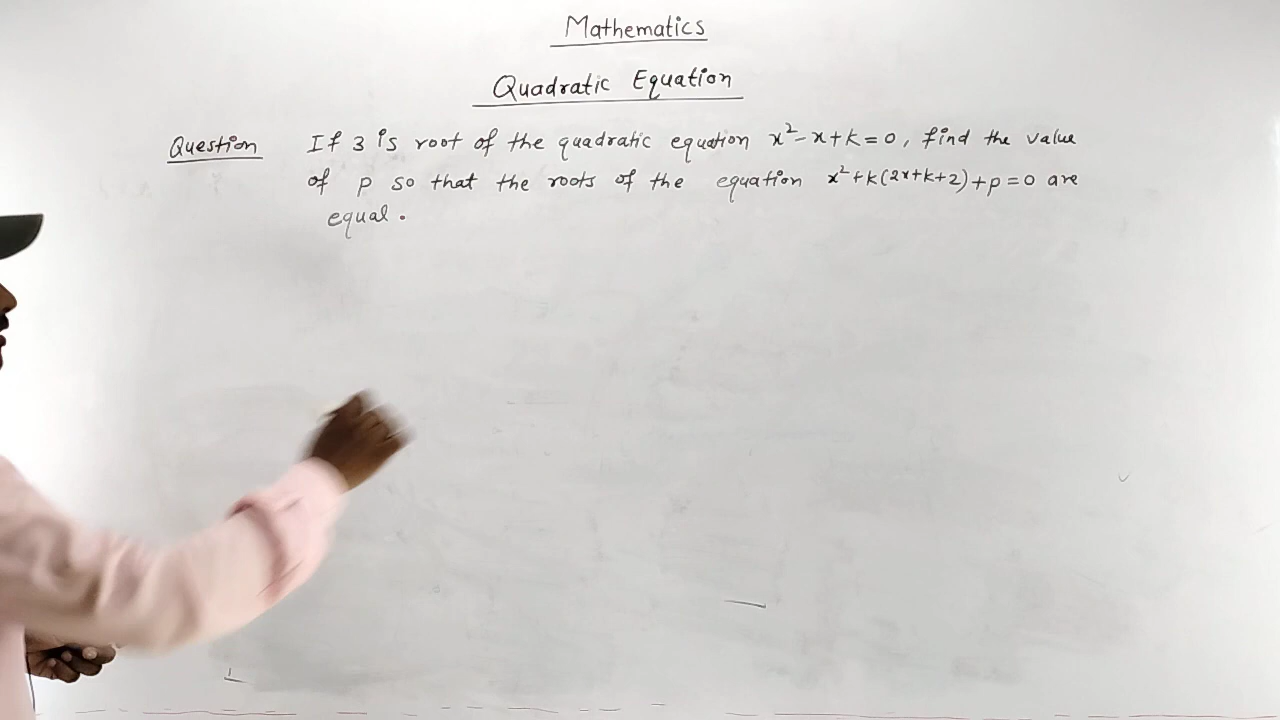 Mathematics
Quadratic Equation
Question If 3 is root of the quadratic equation x²-x+k=0, find the value
of p so that the roots of the equation x²+k(2x+k+2)+p=0 are
equal.